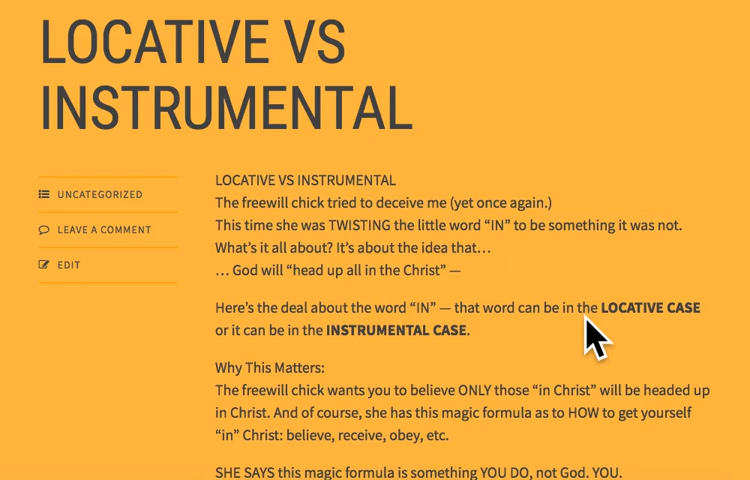 LOCATIVE VS
INSTRUMENTAL
UNCATEGORIZED
LEAVE A COMMENT
EDIT
LOCATIVE VS INSTRUMENTAL
The freewill chick tried to deceive me (yet once again.)
This time she was TWISTING the little word “IN” to be something it was not.
What’s it all about? It’s about the idea that…
… God will “head up all in the Christ” —
Here’s the deal about the word “IN” — that word can be in the LOCATIVE CASE
or it can be in the INSTRUMENTAL CASE.
Why This Matters:
The freewill chick wants you to believe ONLY those “in Christ” will be headed up
in Christ. And of course, she has this magic formula as to HOW to get yourself
“in” Christ: believe, receive, obey, etc.
SHE SAYS this magic formula is something YOU DO, not God. YOU.